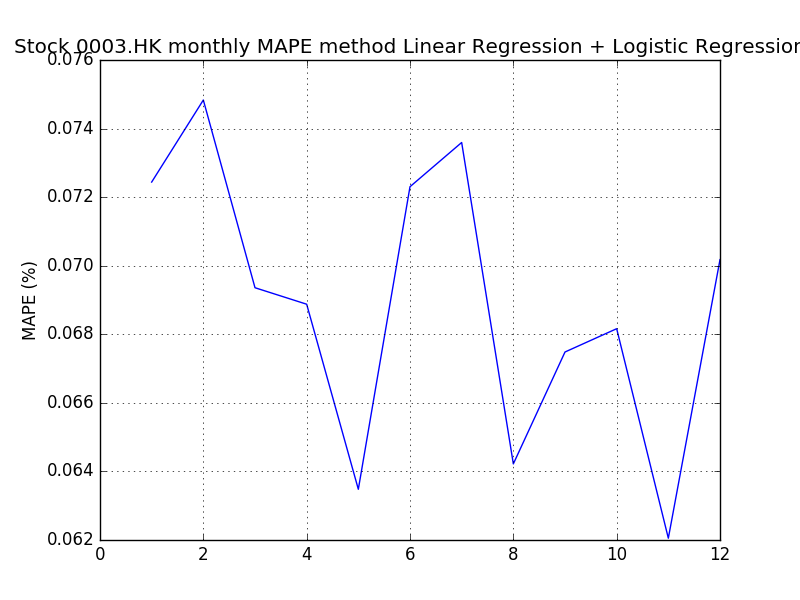 Stock 0003.HK monthly MAPE method Linear Regression + Logistic Regression
0.076
0.074
0.072
0.070
0.068
0.066
0.064
0.062
MAPE (%)
0 2 4 6 8 10 12